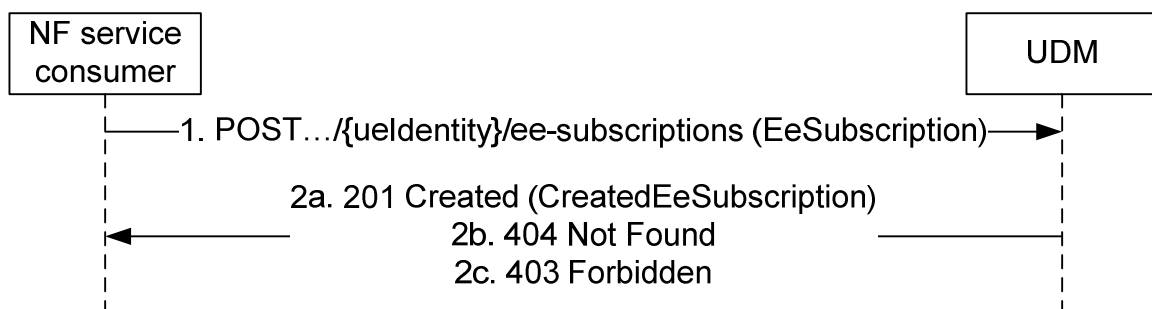 NF service
consumer
UDM
1. POST…/{ueIdentity}/ee-subscriptions (EeSubscription)
2a. 201 Created (CreatedEeSubscription)
2b. 404 Not Found
2c. 403 Forbidden